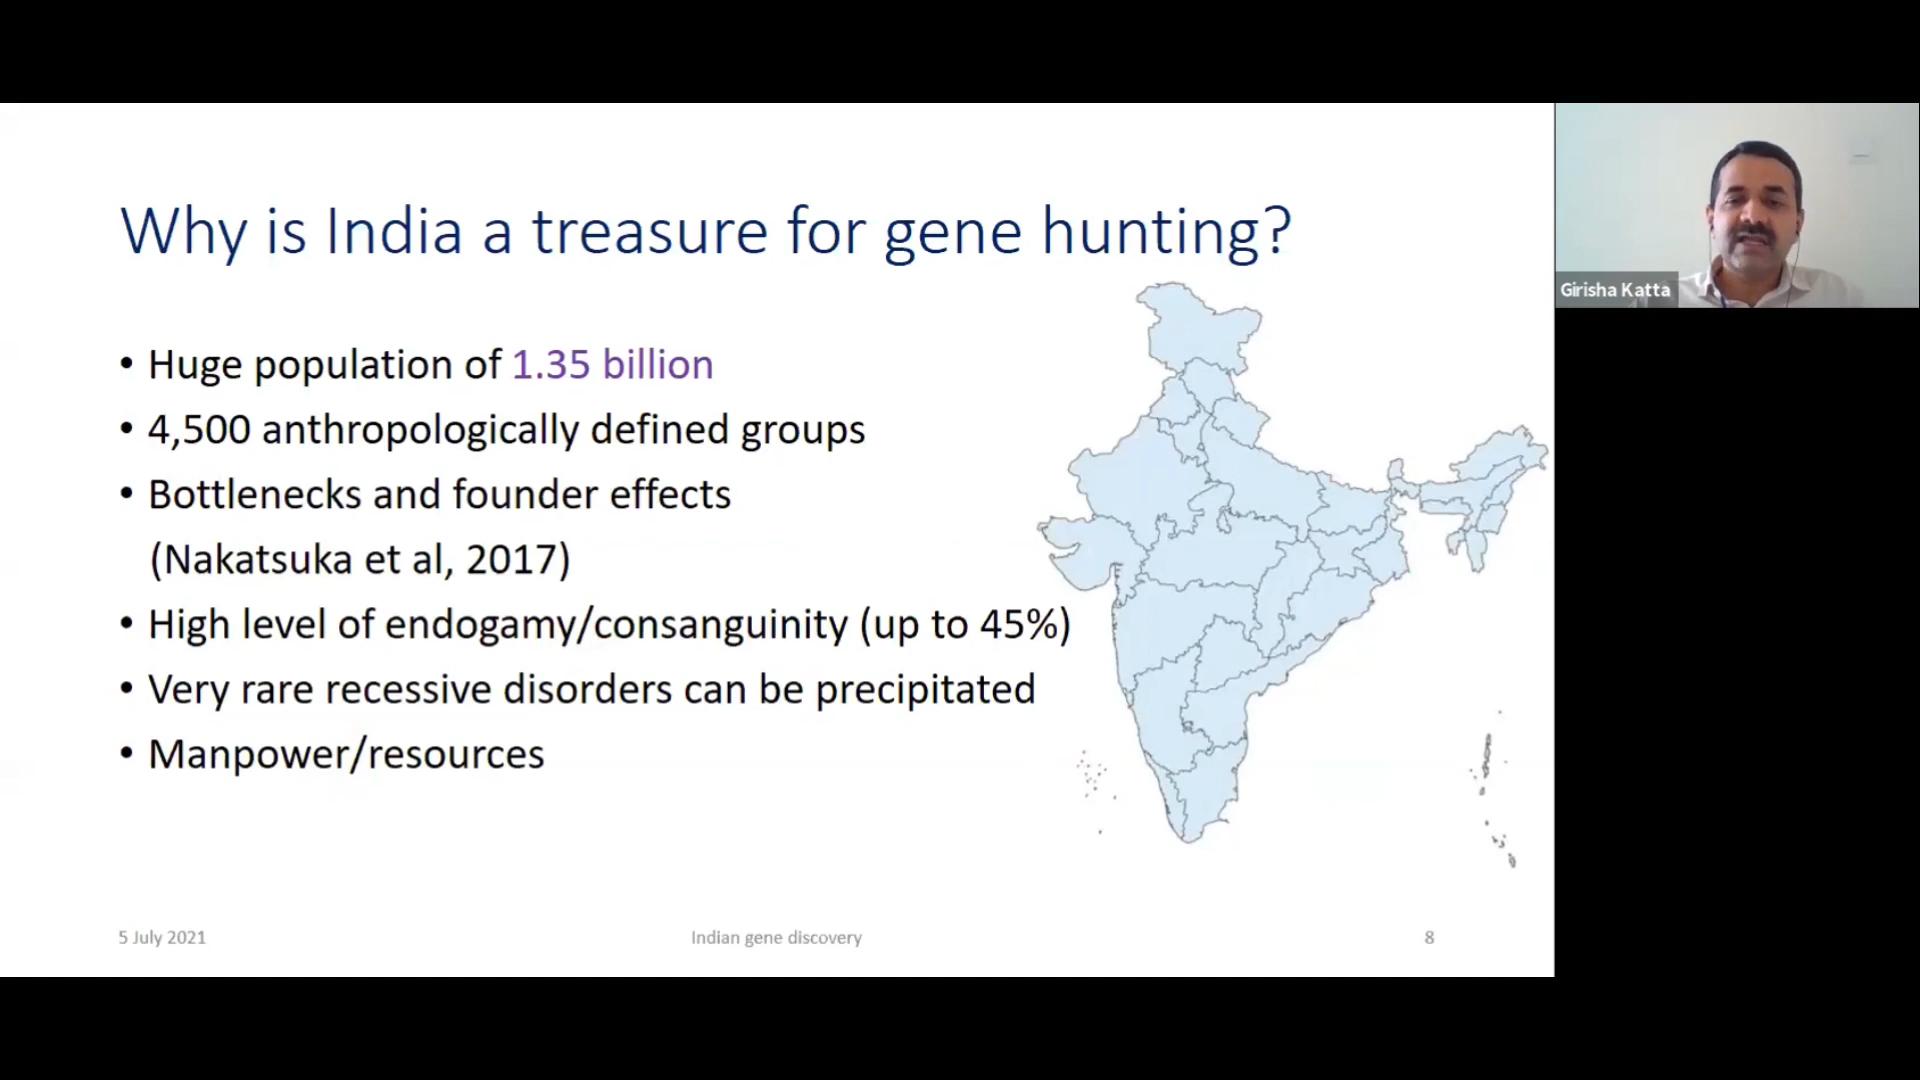 Why is India a treasure for gene hunting?
• Huge population of 1.35 billion
• 4,500 anthropologically defined groups
• Bottlenecks and founder effects
(Nakatsuka et al, 2017)
• High level of endogamy/consanguinity (up to 45%)
• Very rare recessive disorders can be precipitated
• Manpower/resources
5 July 2021
Indian gene discovery
8
Girisha Katta